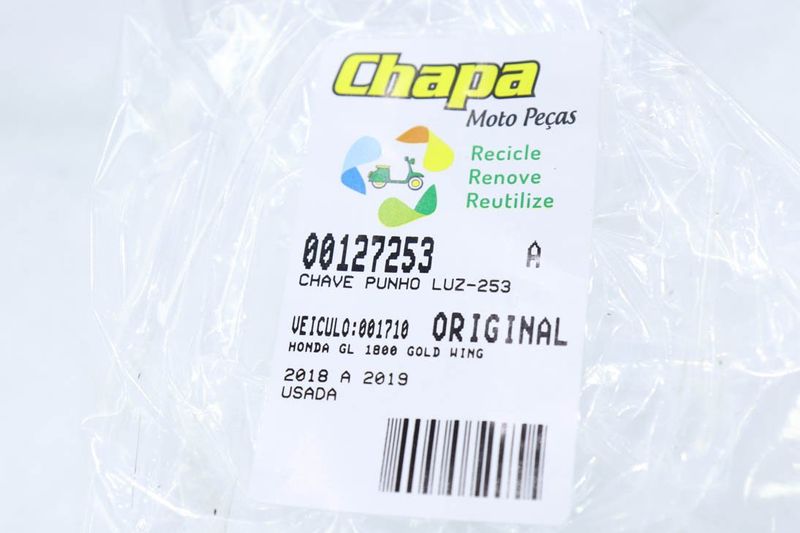 Chapa
Moto Peças
Recicle
Renove
Reutilize
00127253 A
CHAVE PUNHO LUZ-253
VEICULO:001710 ORIGINAL
HONDA GL 1800 GOLD WING
2018 A 2019
USADA